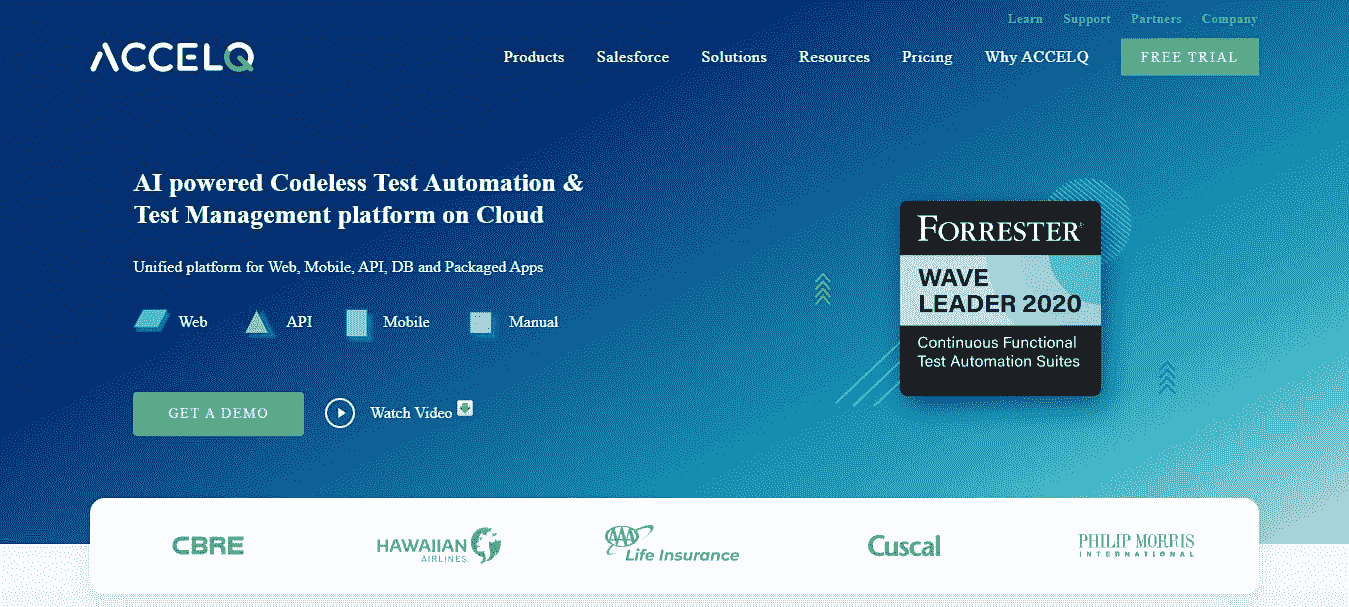 Learn Support Partners Company
ACCELQ
Products Salesforce Solutions Resources Pricing Why ACCELQ FREE TRIAL
AI powered Codeless Test Automation &
Test Management platform on Cloud
Unified platform for Web, Mobile, API, DB and Packaged Apps
Web API Mobile Manual
GET A DEMO Watch Video
FORRESTER®
WAVE
LEADER 2020
Continuous Functional
Test Automation Suites
CBRE
HAWAIIAN
AIRLINES
AAA
Life Insurance
Cuscal
PHILIP MORRIS
INTERNATIONAL